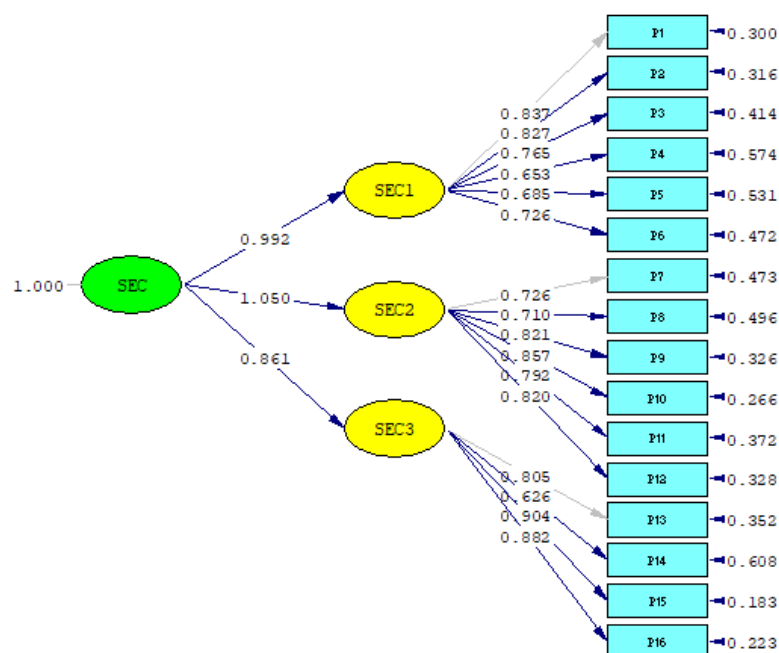 P1 0.300
P2 0.316
P3 0.414
0.837
0.827
0.765
P4 0.574
0.653
SEC1
0.685
P5 0.531
0.726
P6 0.472
0.992
P7 0.473
1.000
SEC
1.050
SEC2
0.726
0.710
P8 0.496
0.821
0.861
0.857
P9 0.326
0.792
0.820
P10 0.266
SEC3
P11 0.372
0.805
P12 0.328
0.626
0.904
P13 0.352
0.882
P14 0.608
P15 0.183
P16 0.223